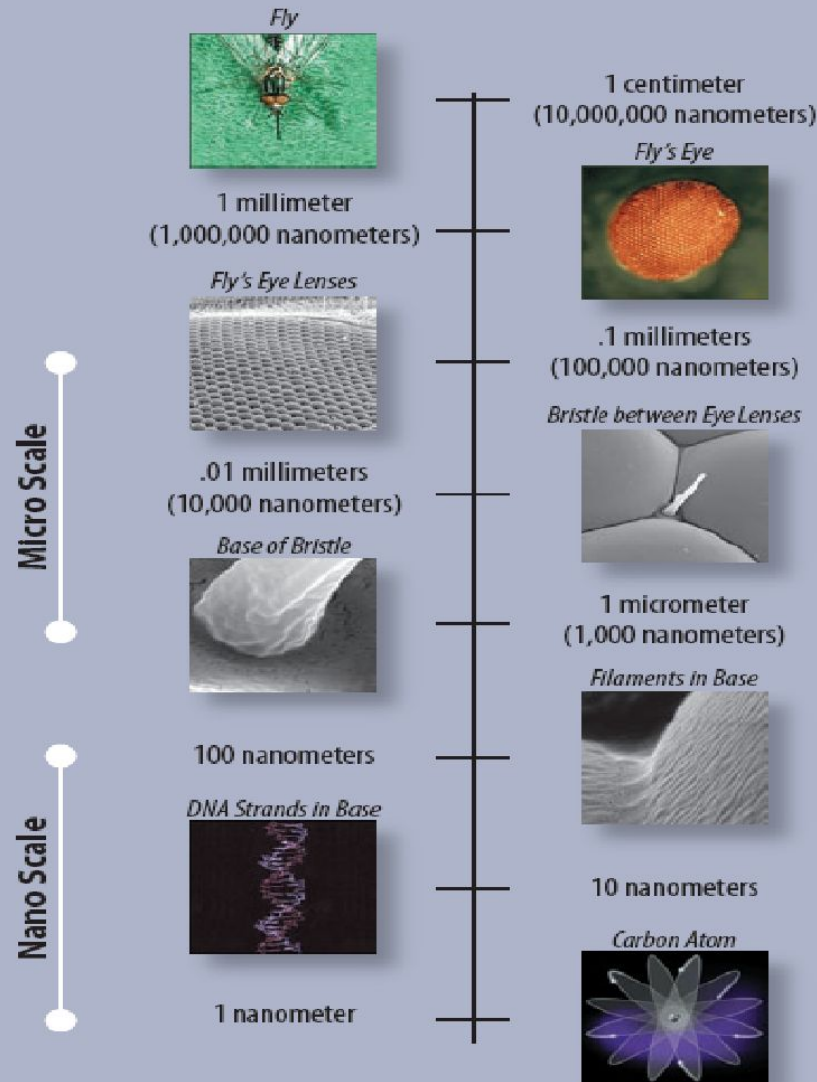 Fly
1 centimeter
(10,000,000 nanometers)
Fly's Eye
1 millimeter
(1,000,000 nanometers)
Fly's Eye Lenses
.1 millimeters
(100,000 nanometers)
Bristle between Eye Lenses
Micro Scale
.01 millimeters
(10,000 nanometers)
Base of Bristle
1 micrometer
(1,000 nanometers)
Filaments in Base
100 nanometers
DNA Strands in Base
Nano Scale
10 nanometers
Carbon Atom
1 nanometer